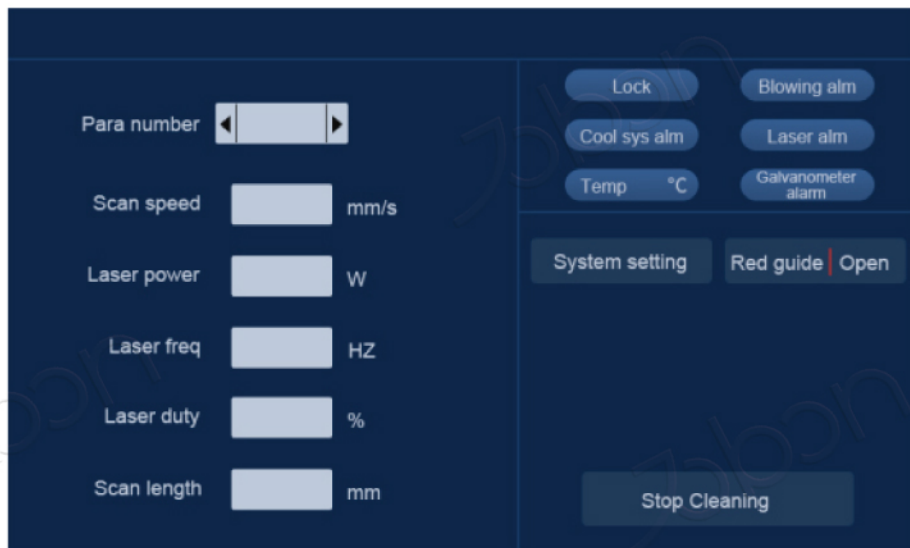 Para number
Scan speed mm/s
Laser power W
Laser freq HZ
Laser duty %
Scan length mm
Lock Blowing alm
Cool sys alm Laser alm
Temp °C Galvanometer
alarm
System setting Red guide Open
Stop Cleaning